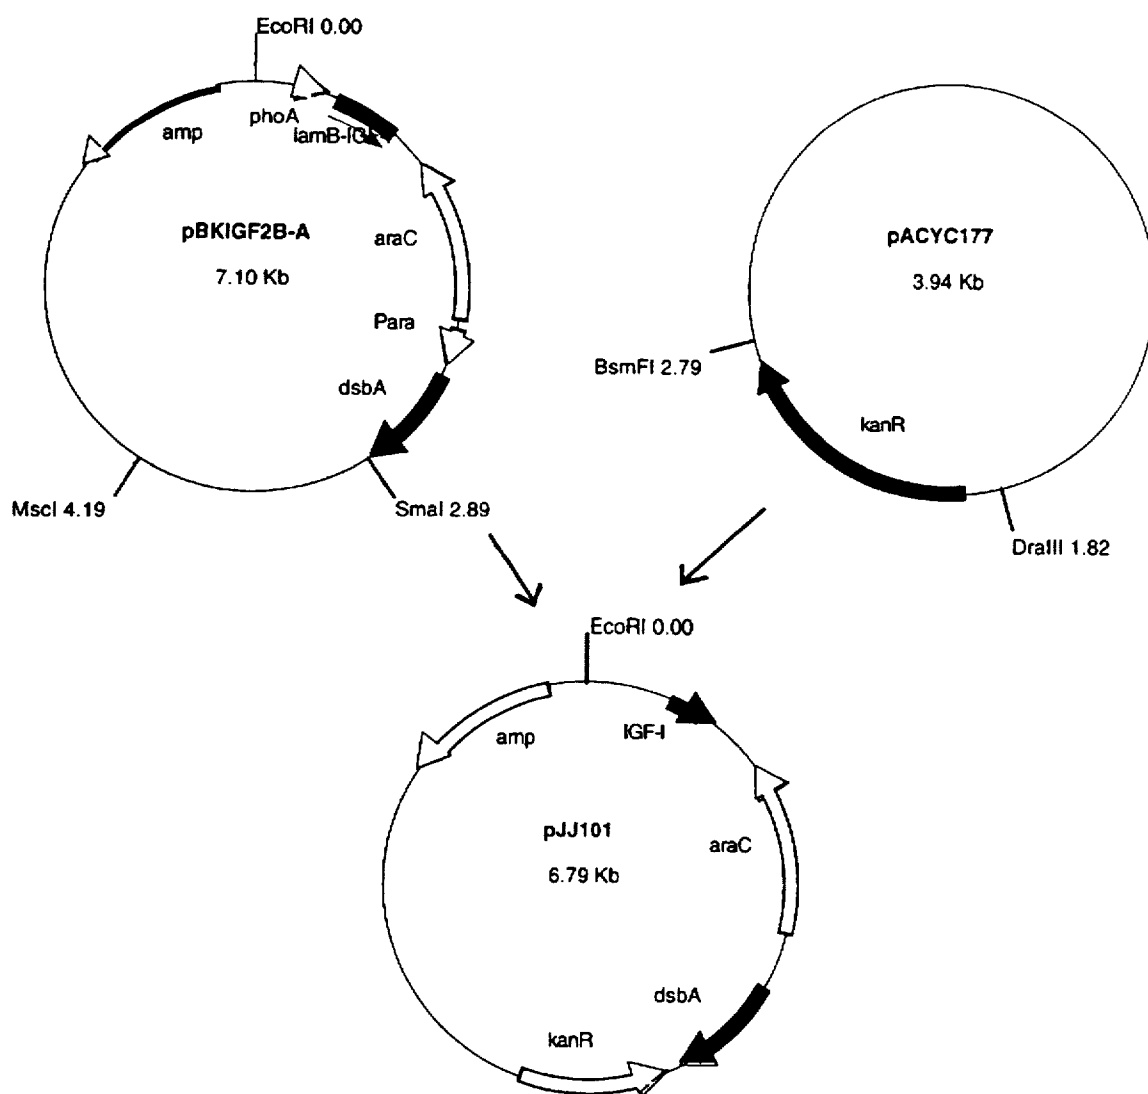 EcoRI 0.00
phoA
lamB-IG
amp
pBKIGF2B-A
7.10 Kb
araC
Para
dsbA
MscI 4.19
SmaI 2.89
pACYC177
3.94 Kb
BsmFI 2.79
kanR
DraIII 1.82
EcoRI 0.00
IGF-I
amp
pJJ101
6.79 Kb
araC
dsbA
kanR